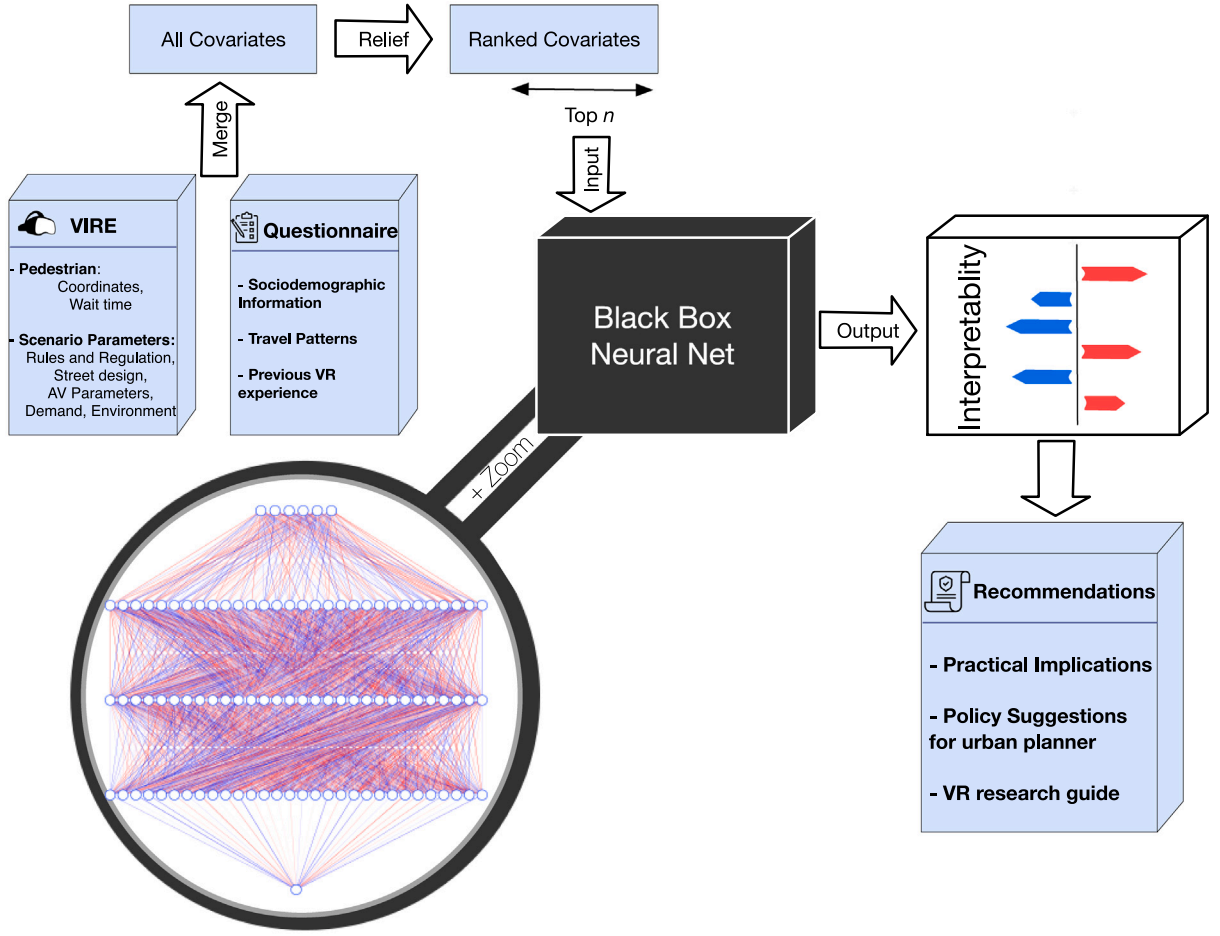 All Covariates
Relief
Ranked Covariates
Top n
Merge
Input
VIRE
- Pedestrian:
Coordinates,
Wait time
- Scenario Parameters:
Rules and Regulation,
Street design,
AV Parameters,
Demand, Environment
Questionnaire
- Sociodemographic
Information
- Travel Patterns
- Previous VR
experience
Black Box
Neural Net
Output
Interpretablity
+ Zoom
Recommendations
- Practical Implications
- Policy Suggestions
for urban planner
- VR research guide